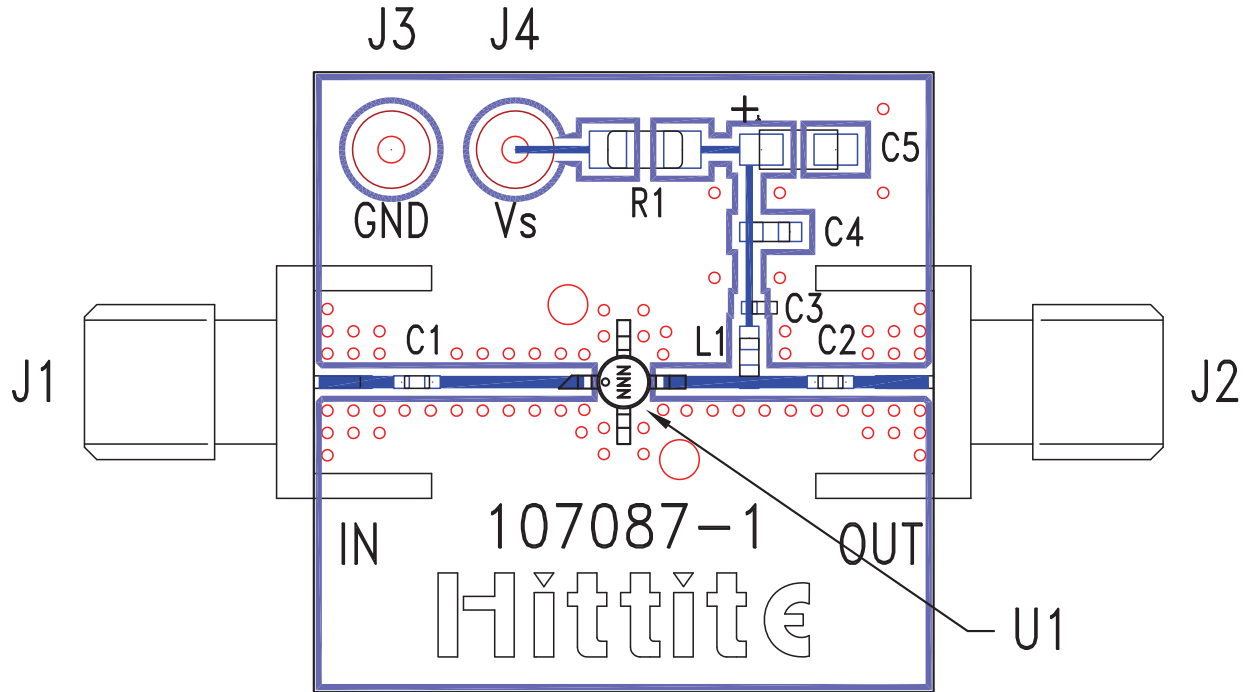 J3 J4
+
C5
GND Vs R1
C4
C3
C1 L1 C2
J1 NNN J2
107087-1
IN OUT
Hittite
U1